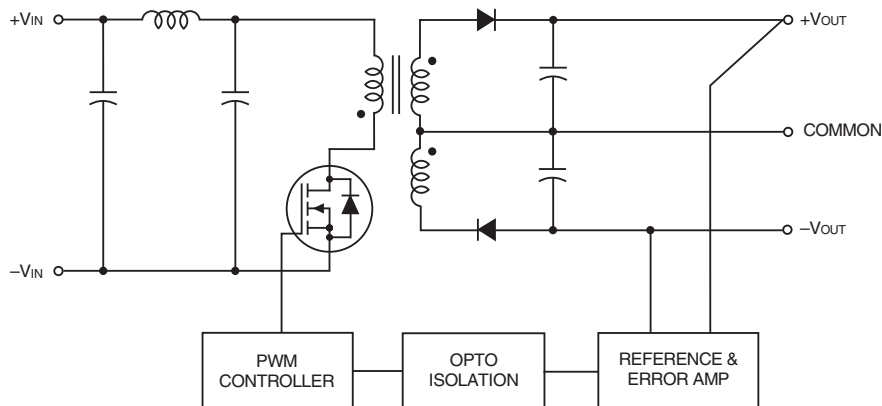 +VIN
+VOUT
COMMON
–VIN
–VOUT
PWM
CONTROLLER
OPTO
ISOLATION
REFERENCE &
ERROR AMP